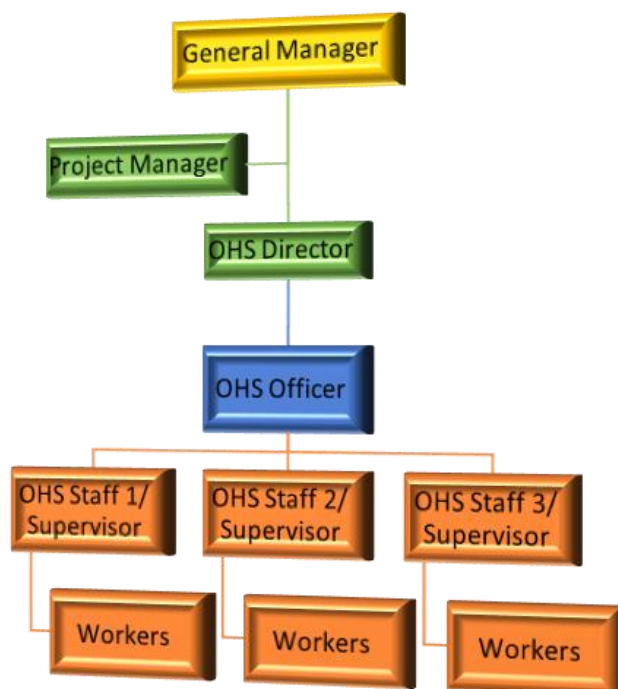 General Manager
Project Manager
OHS Director
OHS Officer
OHS Staff 1/
Supervisor
OHS Staff 2/
Supervisor
OHS Staff 3/
Supervisor
Workers
Workers
Workers